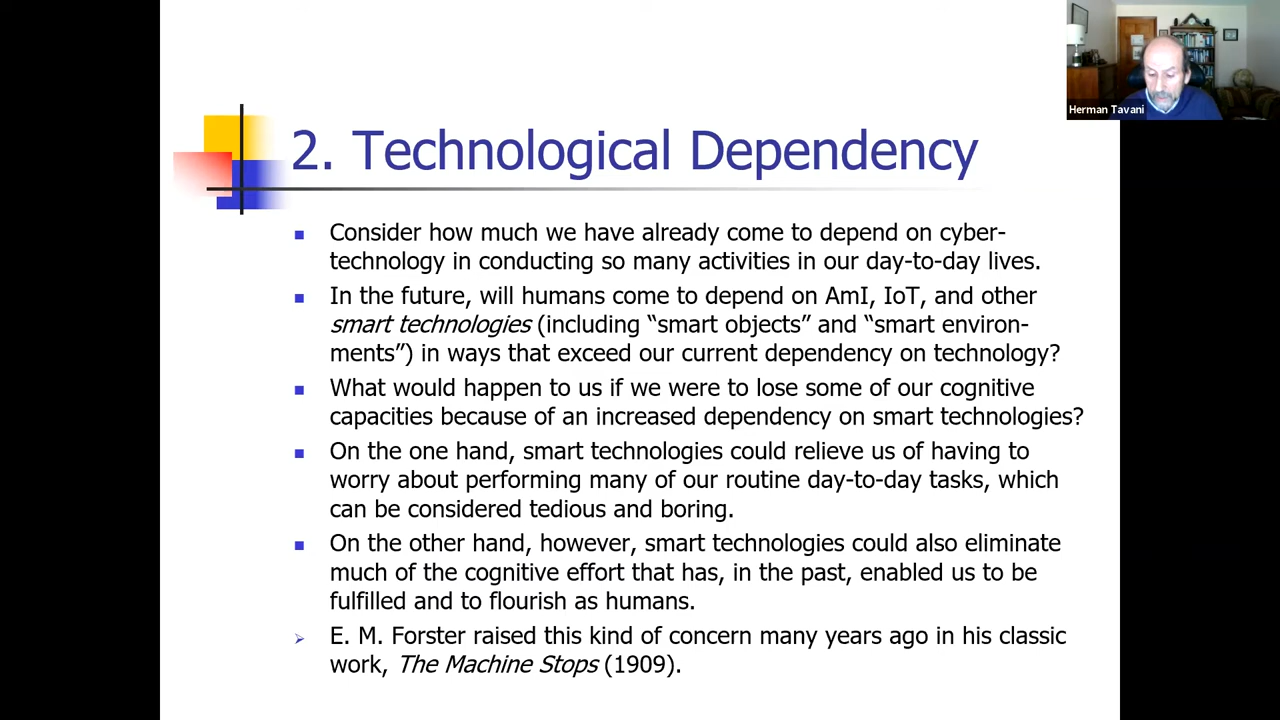 Herman Tavani
2. Technological Dependency
Consider how much we have already come to depend on cyber-
technology in conducting so many activities in our day-to-day lives.
In the future, will humans come to depend on AmI, IoT, and other
smart technologies (including “smart objects” and “smart environ-
ments”) in ways that exceed our current dependency on technology?
What would happen to us if we were to lose some of our cognitive
capacities because of an increased dependency on smart technologies?
On the one hand, smart technologies could relieve us of having to
worry about performing many of our routine day-to-day tasks, which
can be considered tedious and boring.
On the other hand, however, smart technologies could also eliminate
much of the cognitive effort that has, in the past, enabled us to be
fulfilled and to flourish as humans.
E. M. Forster raised this kind of concern many years ago in his classic
work, The Machine Stops (1909).